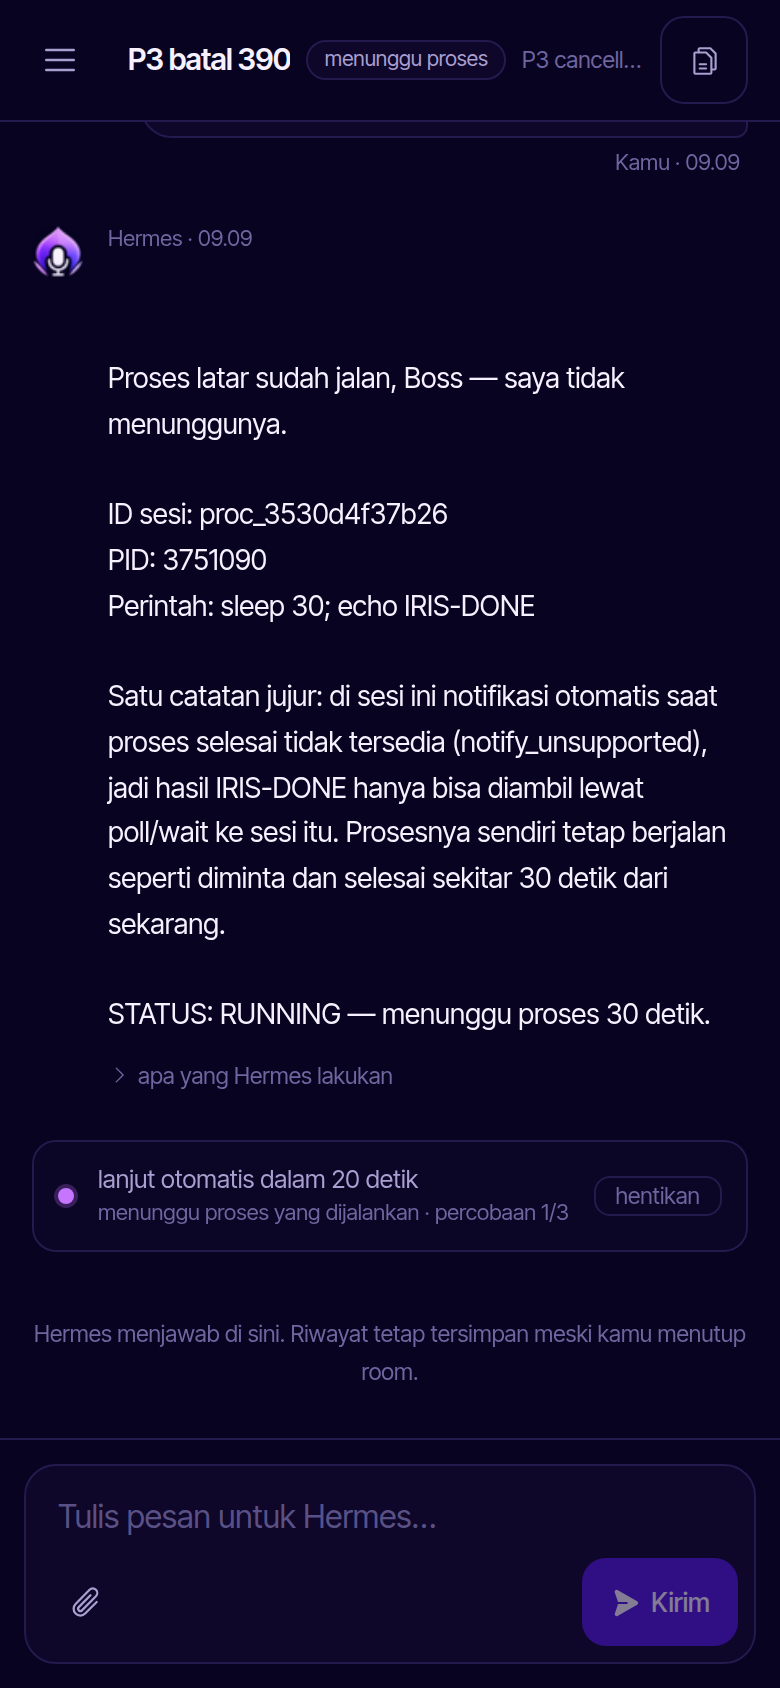 P3 batal 390
menunggu proses
P3 cancell...
Kamu · 09.09
Hermes · 09.09
Proses latar sudah jalan, Boss — saya tidak
menunggunya.
ID sesi: proc_3530d4f37b26
PID: 3751090
Perintah: sleep 30; echo IRIS-DONE
Satu catatan jujur: di sesi ini notifikasi otomatis saat
proses selesai tidak tersedia (notify_unsupported),
jadi hasil IRIS-DONE hanya bisa diambil lewat
poll/wait ke sesi itu. Prosesnya sendiri tetap berjalan
seperti diminta dan selesai sekitar 30 detik dari
sekarang.
STATUS: RUNNING — menunggu proses 30 detik.
apa yang Hermes lakukan
lanjut otomatis dalam 20 detik
menunggu proses yang dijalankan · percobaan 1/3
hentikan
Hermes menjawab di sini. Riwayat tetap tersimpan meski kamu menutup
room.
Tulis pesan untuk Hermes...
Kirim